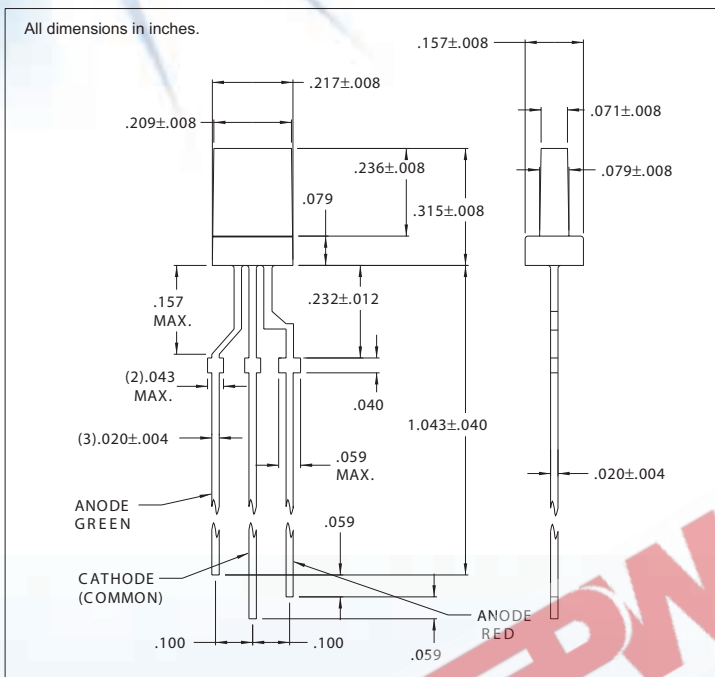 All dimensions in inches.
.157±.008
.217±.008
.209±.008
.071±.008
.236±.008
.079±.008
.079
.315±.008
.157
MAX.
.232±.012
(2).043
MAX.
.040
1.043±.040
(3).020±.004
.059
MAX.
.020±.004
ANODE
GREEN
.059
CATHODE
(COMMON)
ANODE
RED
.100
.100
.059